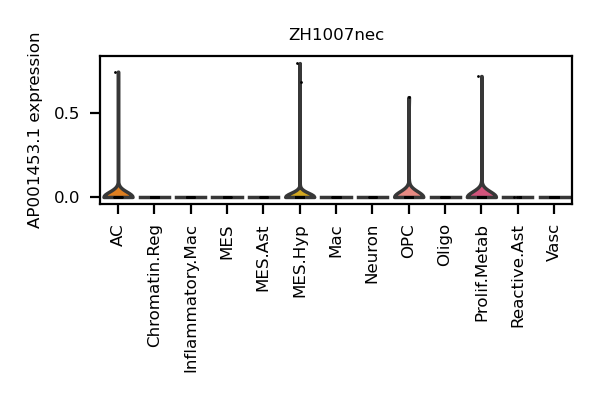 ZH1007nec
AP001453.1 expression
0.5
0.0
AC
Chromatin.Reg
Inflammatory.Mac
MES
MES.Ast
MES.Hyp
Mac
Neuron
OPC
Oligo
Prolif.Metab
Reactive.Ast
Vasc